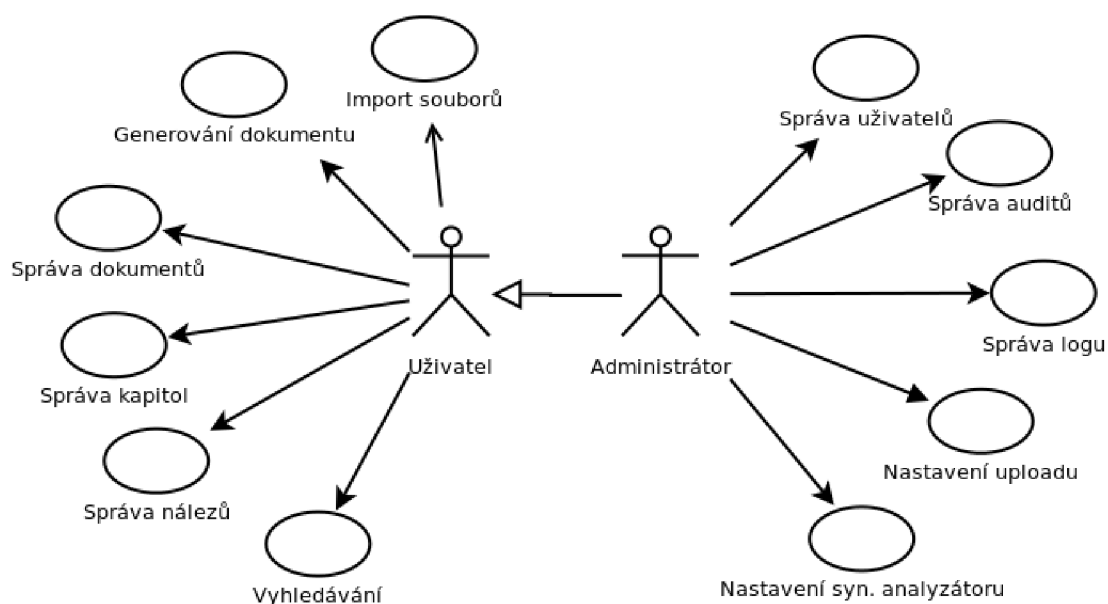 Import souborů
Generování dokumentu
Správa uživatelů
Správa auditů
Správa dokumentů
Správa logu
Uživatel
Administrátor
Správa kapitol
Nastavení uploadu
Správa nálezů
Nastavení syn. analyzátoru
Vyhledávání